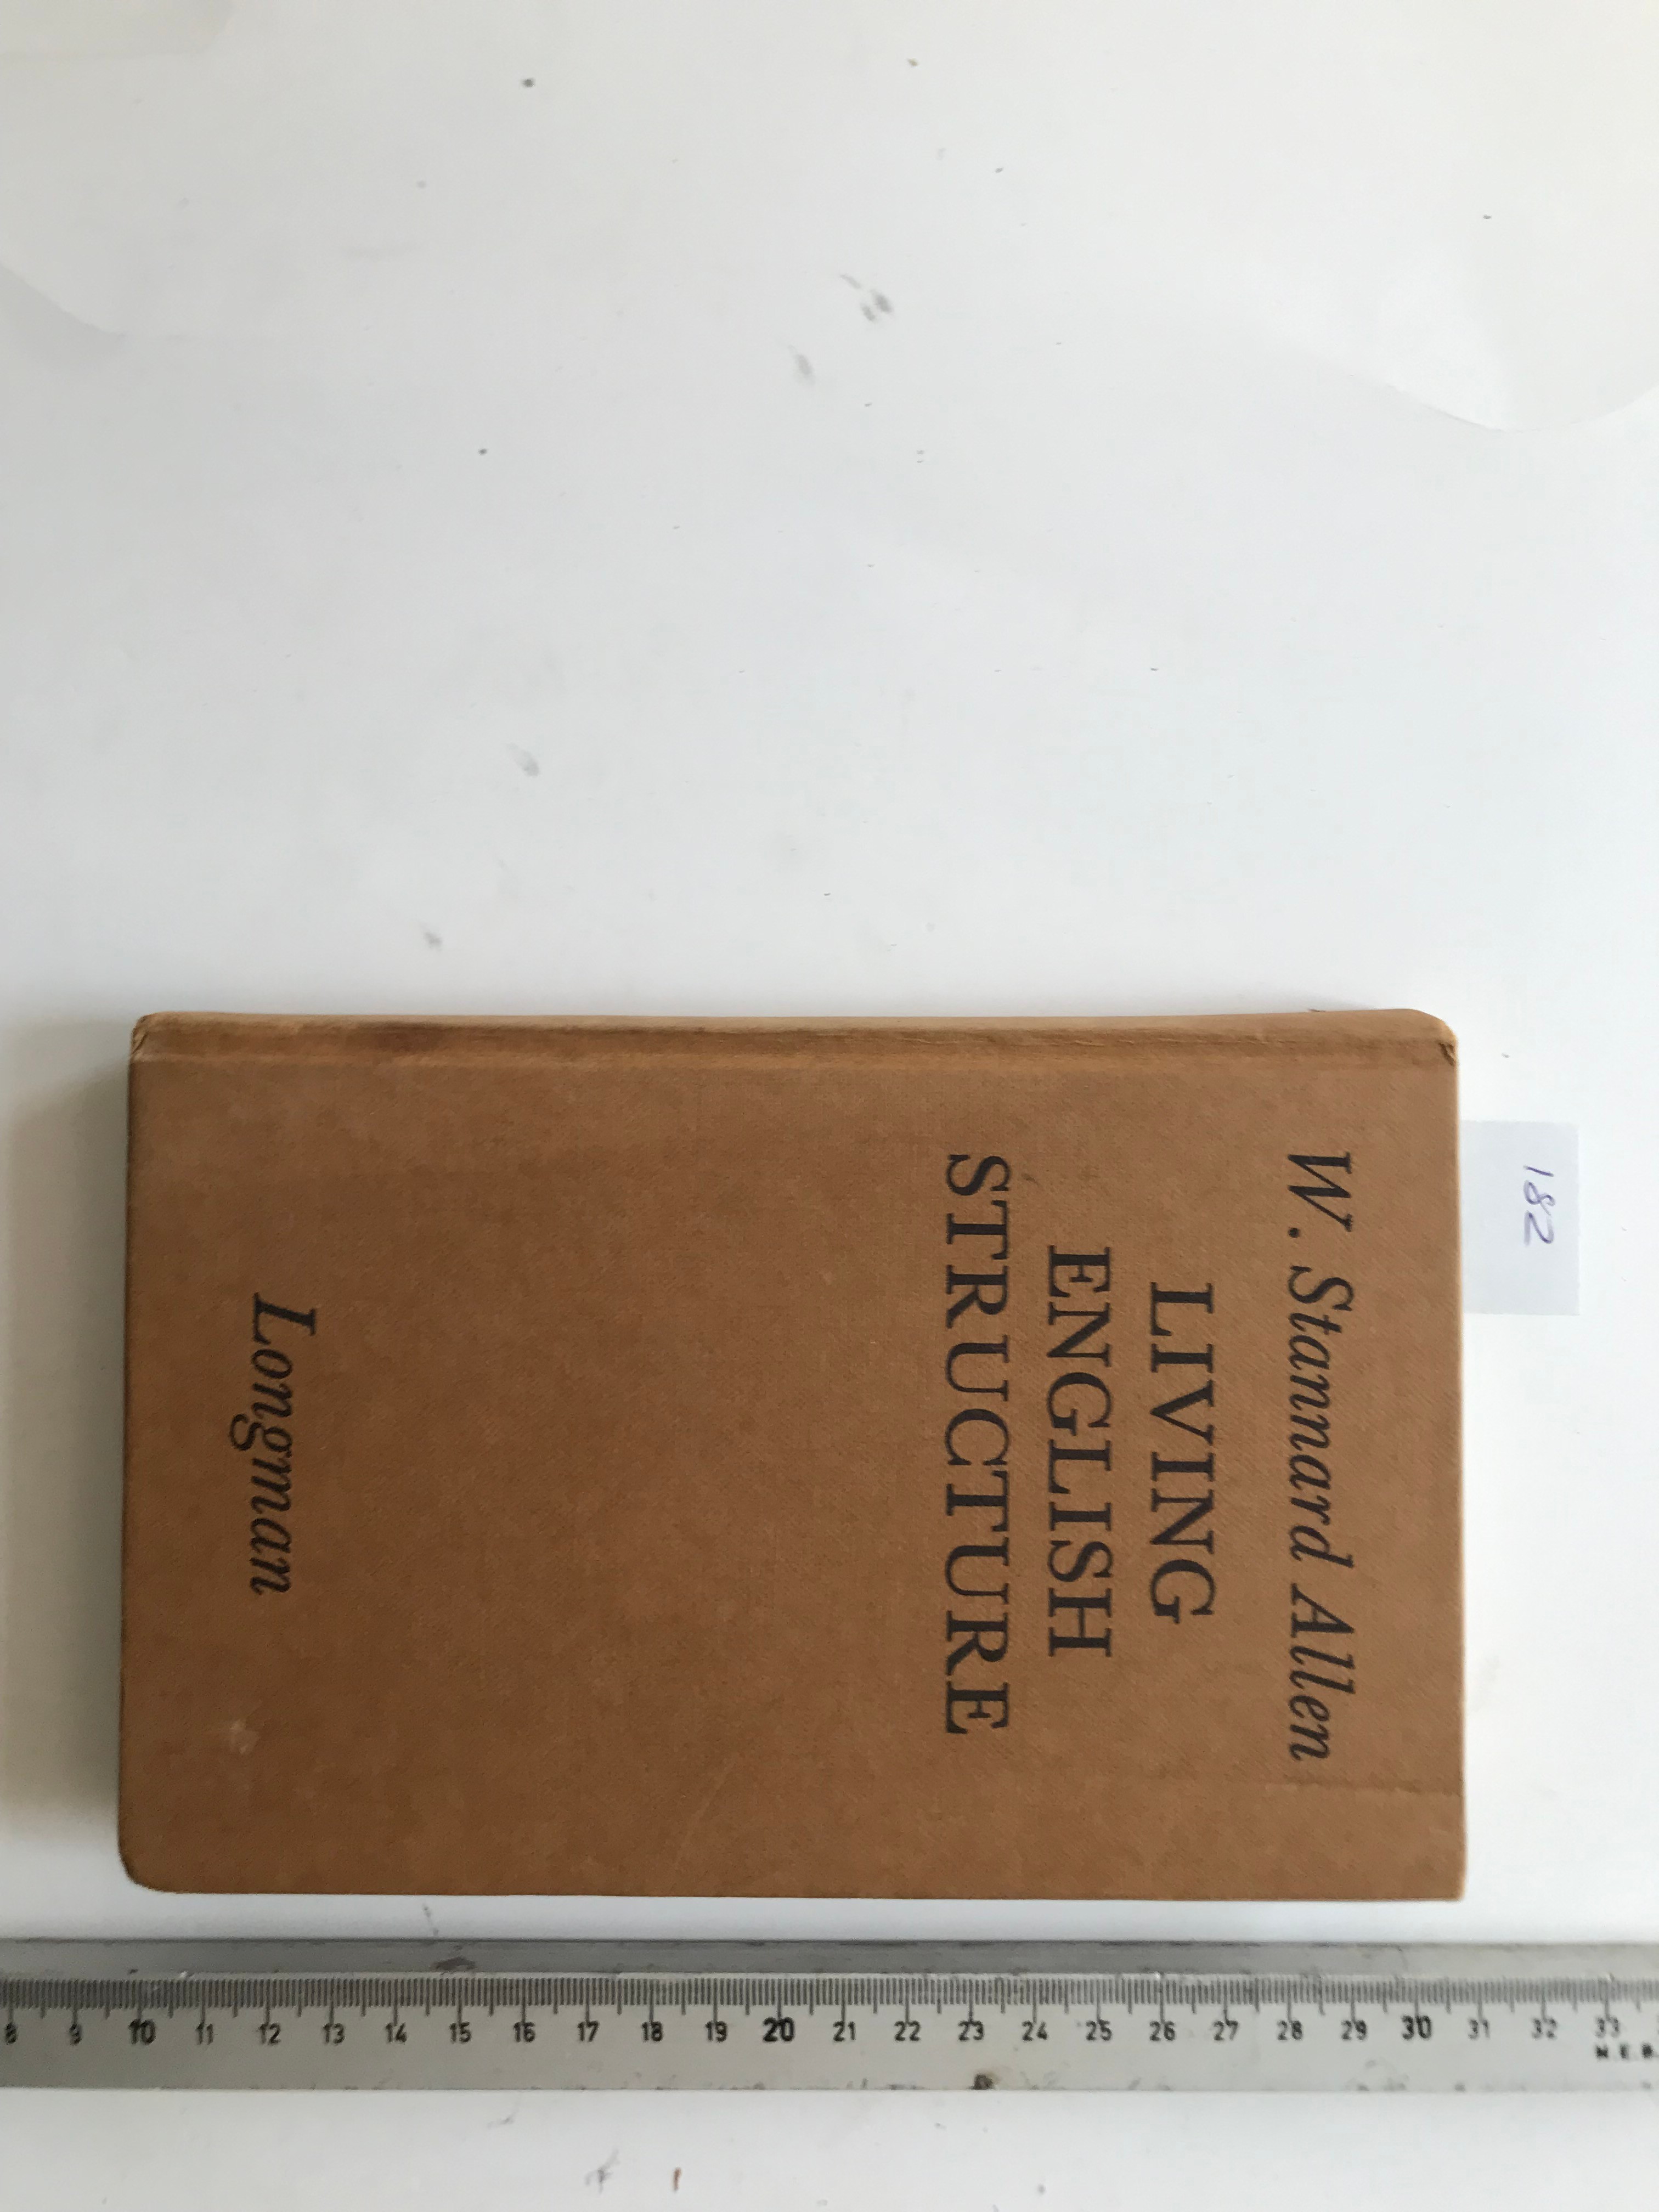 182
W. Stannard Allen
LIVING
ENGLISH
STRUCTURE
Longman
8 9 10 11 12 13 14 15 16 17 18 19 20 21 22 23 24 25 26 27 28 29 30 31 32 33